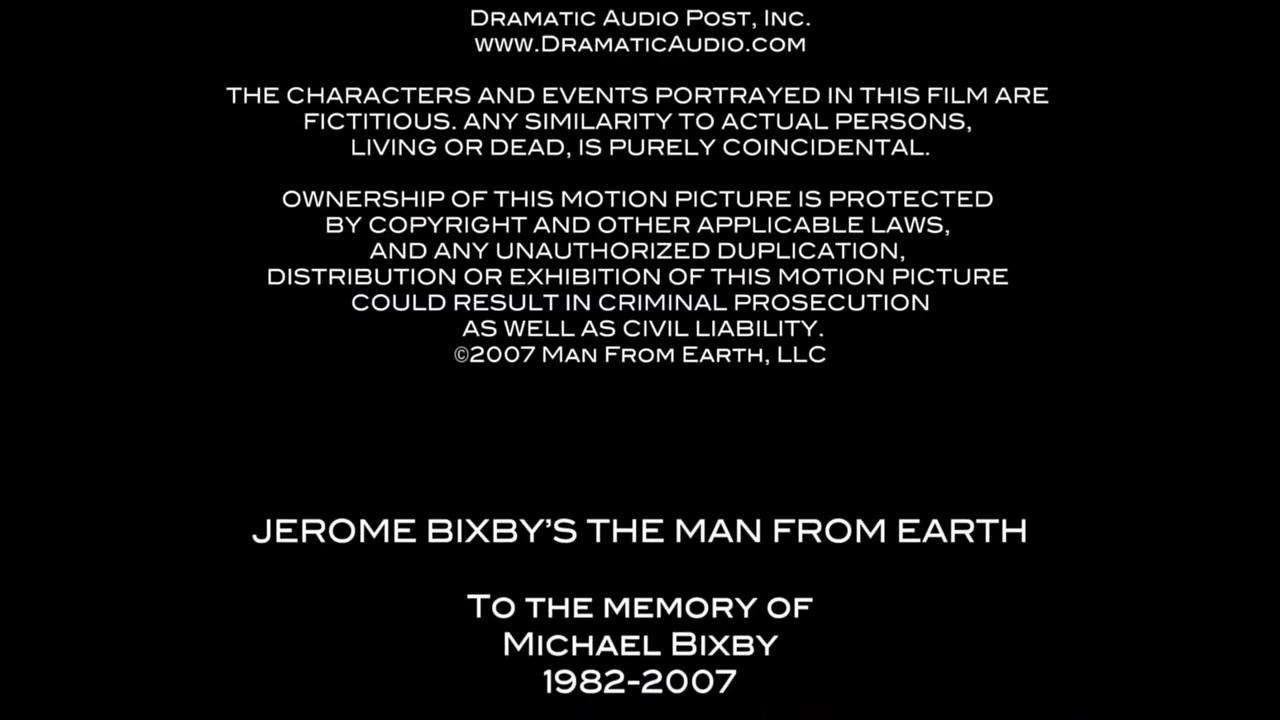 Dramatic Audio Post, Inc.
www.DramaticAudio.com
THE CHARACTERS AND EVENTS PORTRAYED IN THIS FILM ARE
FICTITIOUS. ANY SIMILARITY TO ACTUAL PERSONS,
LIVING OR DEAD, IS PURELY COINCIDENTAL.
OWNERSHIP OF THIS MOTION PICTURE IS PROTECTED
BY COPYRIGHT AND OTHER APPLICABLE LAWS,
AND ANY UNAUTHORIZED DUPLICATION,
DISTRIBUTION OR EXHIBITION OF THIS MOTION PICTURE
COULD RESULT IN CRIMINAL PROSECUTION
AS WELL AS CIVIL LIABILITY.
©2007 Man From Earth, LLC
JEROME BIXBY'S THE MAN FROM EARTH
To the memory of
Michael Bixby
1982-2007